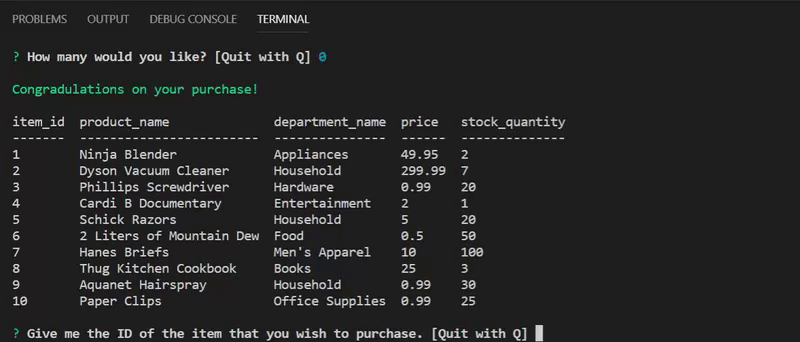 PROBLEMS OUTPUT DEBUG CONSOLE TERMINAL
? How many would you like? [Quit with Q] 0
Congradulations on your purchase!
item_id product_name department_name price stock_quantity
------- ------------------------ --------------- ------ --------------
1 Ninja Blender Appliances 49.95 2
2 Dyson Vacuum Cleaner Household 299.99 7
3 Phillips Screwdriver Hardware 0.99 20
4 Cardi B Documentary Entertainment 2 1
5 Schick Razors Household 5 20
6 2 Liters of Mountain Dew Food 0.5 50
7 Hanes Briefs Men's Apparel 10 100
8 Thug Kitchen Cookbook Books 25 3
9 Aquanet Hairspray Household 0.99 30
10 Paper Clips Office Supplies 0.99 25
? Give me the ID of the item that you wish to purchase. [Quit with Q]